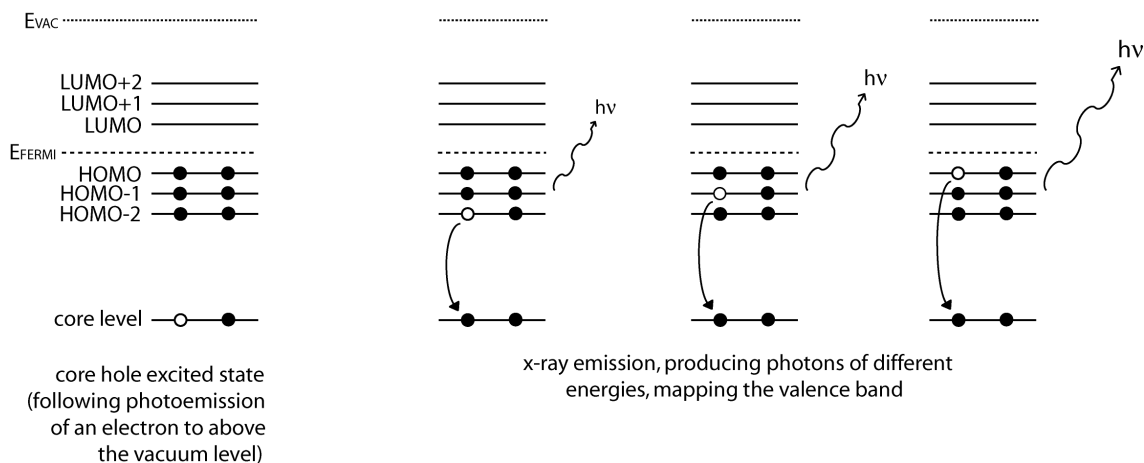 EVAC
hν
hν
hν
LUMO+2
LUMO+1
LUMO
EFERMI
HOMO
HOMO-1
HOMO-2
core level
core hole excited state
(following photoemission
of an electron to above
the vacuum level)
x-ray emission, producing photons of different
energies, mapping the valence band